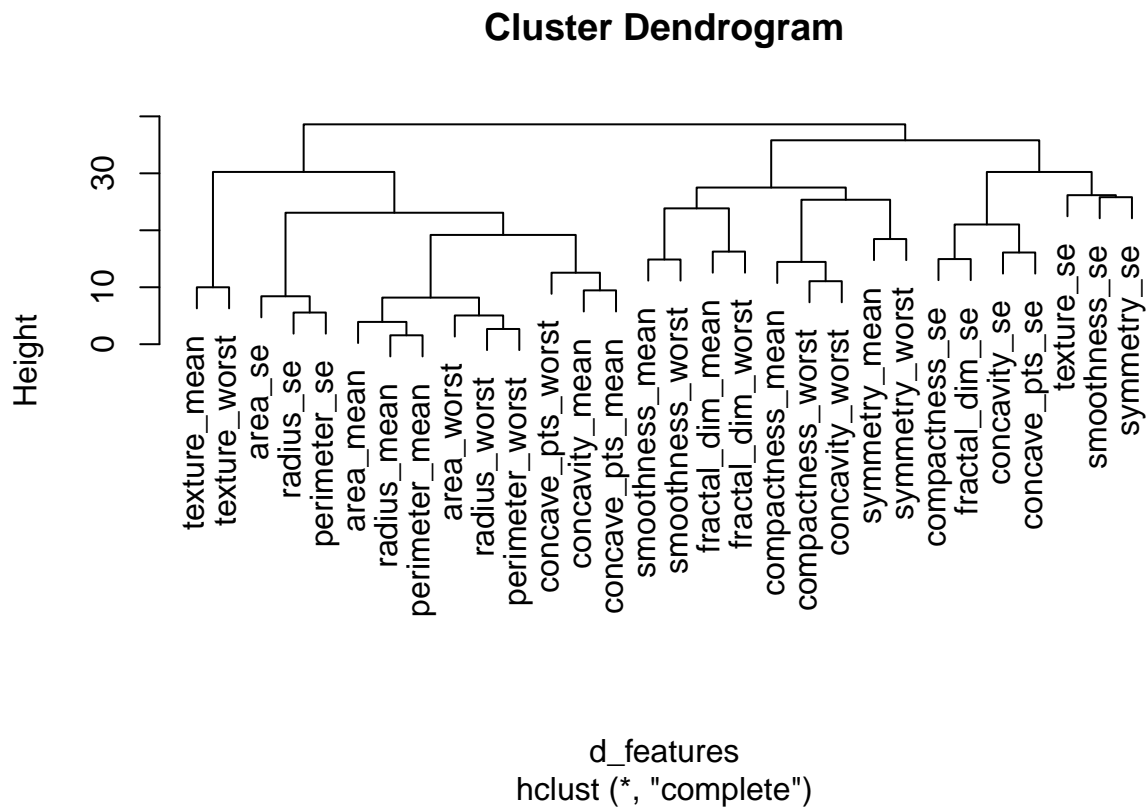 Cluster Dendrogram
Height
0
10
30
texture_mean
texture_worst
area_se
radius_se
perimeter_se
area_mean
radius_mean
perimeter_mean
area_worst
radius_worst
perimeter_worst
concave_pts_worst
concavity_mean
concave_pts_mean
smoothness_mean
smoothness_worst
fractal_dim_mean
fractal_dim_worst
compactness_mean
compactness_worst
concavity_worst
symmetry_mean
symmetry_worst
compactness_se
fractal_dim_se
concavity_se
concave_pts_se
texture_se
smoothness_se
symmetry_se
d_features
hclust (*, "complete")